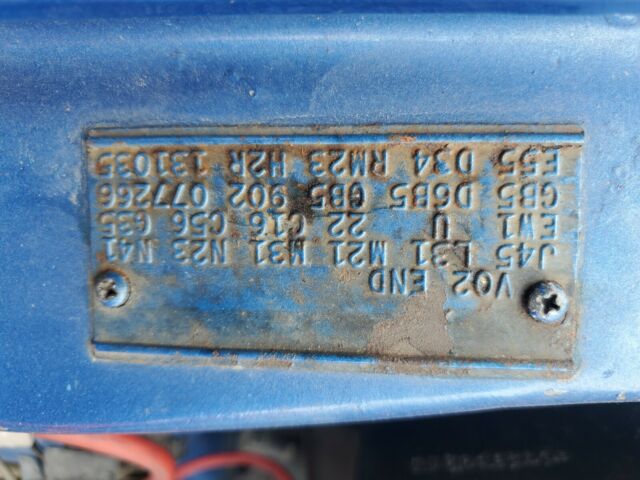 V02 END
J45 L31 M21 M31 N23 N41
EW1 U 22 C16 C56 G35
GB5 D6B5 GB5 902 077266
E55 D34 RM23 H2R 131035